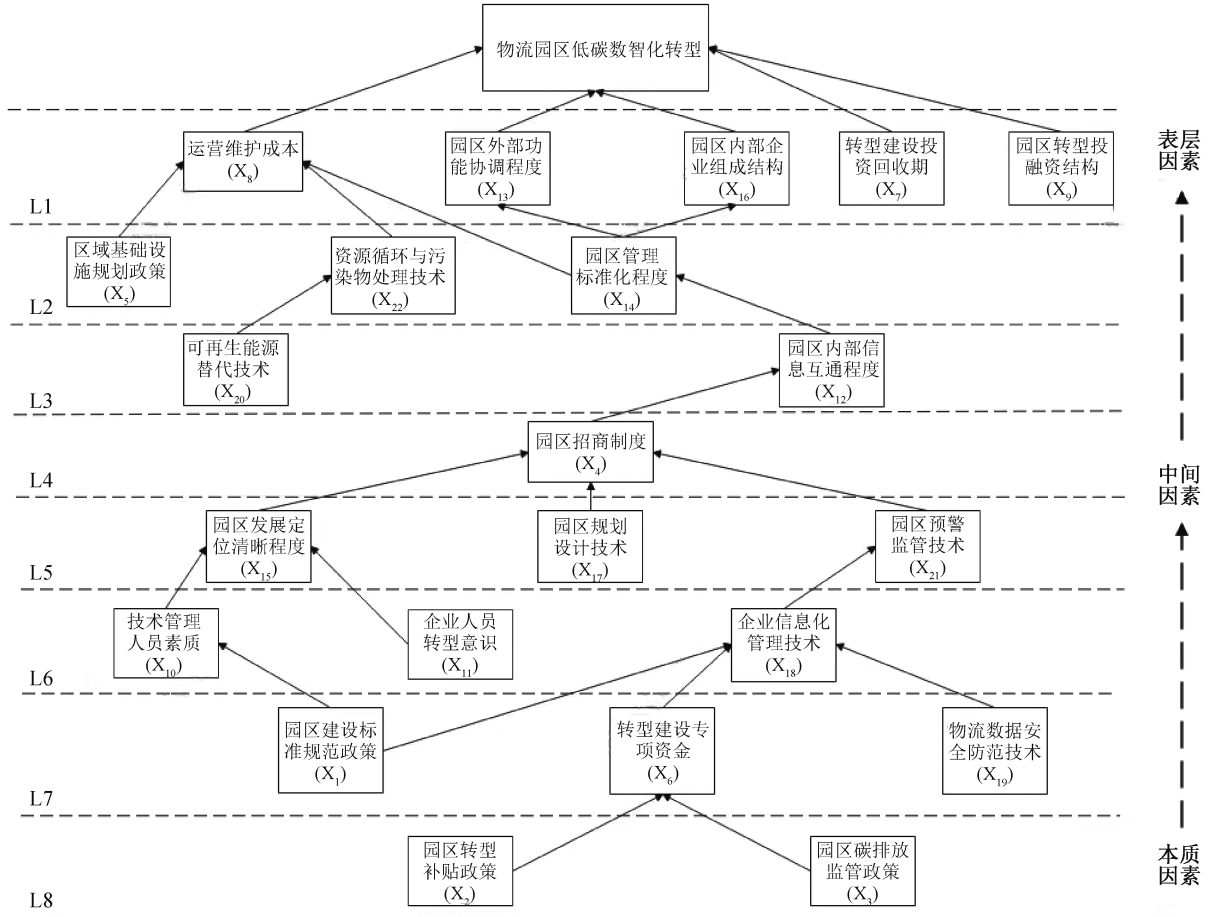 物流园区低碳数智化转型
运营维护成本
(X8)
园区外部功
能协调程度
(X13)
园区内部企
业组成结构
(X16)
转型建设投
资回收期
(X7)
园区转型投
融资结构
(X9)
表层
因素
L1
区域基础设
施规划政策
(X5)
资源循环与污
染物处理技术
(X22)
园区管理
标准化程度
(X14)
L2
可再生能源
替代技术
(X20)
园区内部信
息互通程度
(X12)
L3
园区招商制度
(X4)
中间
因素
L4
园区发展定
位清晰程度
(X15)
园区规划
设计技术
(X17)
园区预警
监管技术
(X21)
L5
技术管理
人员素质
(X10)
企业人员
转型意识
(X11)
企业信息化
管理技术
(X18)
L6
园区建设标
准规范政策
(X1)
转型建设专
项资金
(X6)
物流数据安
全防范技术
(X19)
L7
园区转型
补贴政策
(X2)
园区碳排放
监管政策
(X3)
本质
因素
L8